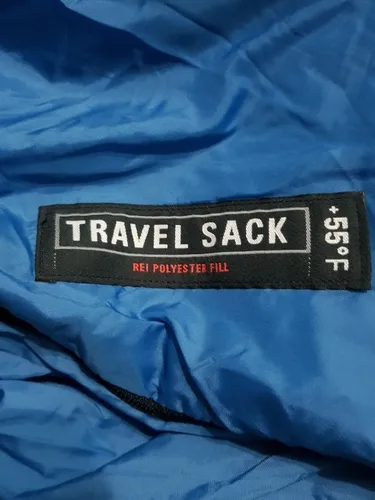 TRAVEL SACK
REI POLYESTER FILL
+55°F